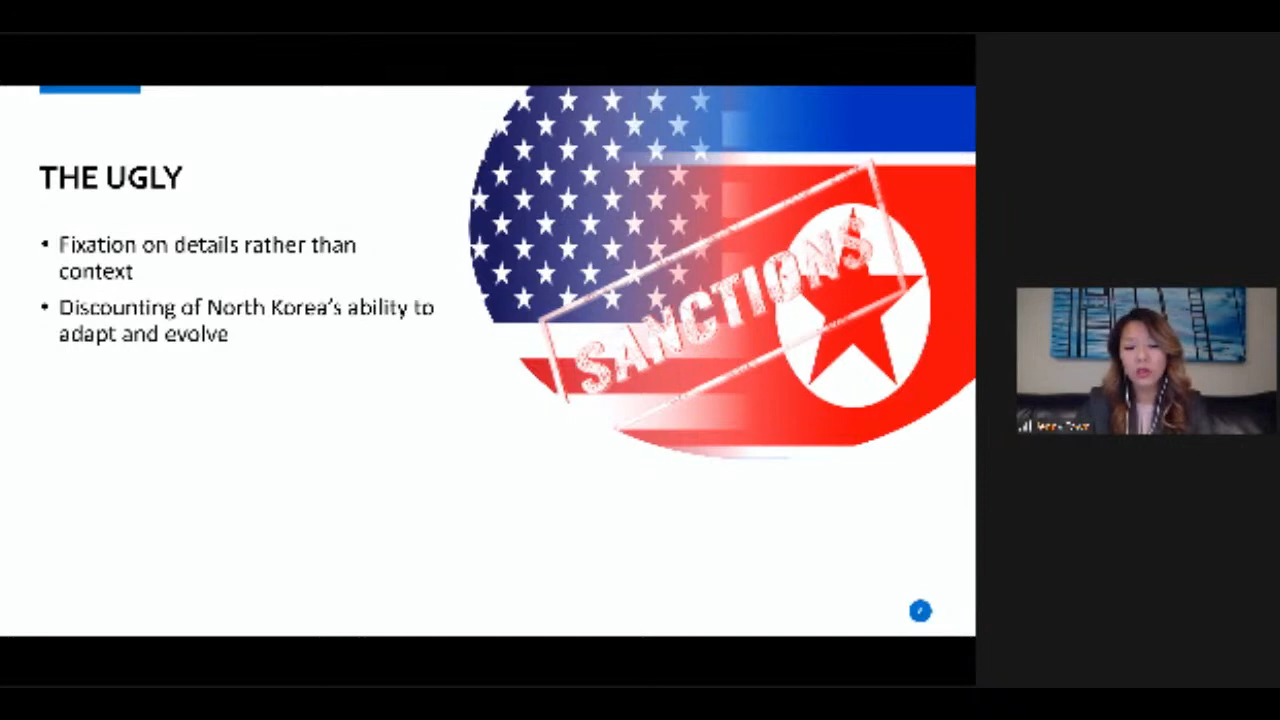 THE UGLY
• Fixation on details rather than
context
• Discounting of North Korea's ability to
adapt and evolve
SANCTIONS